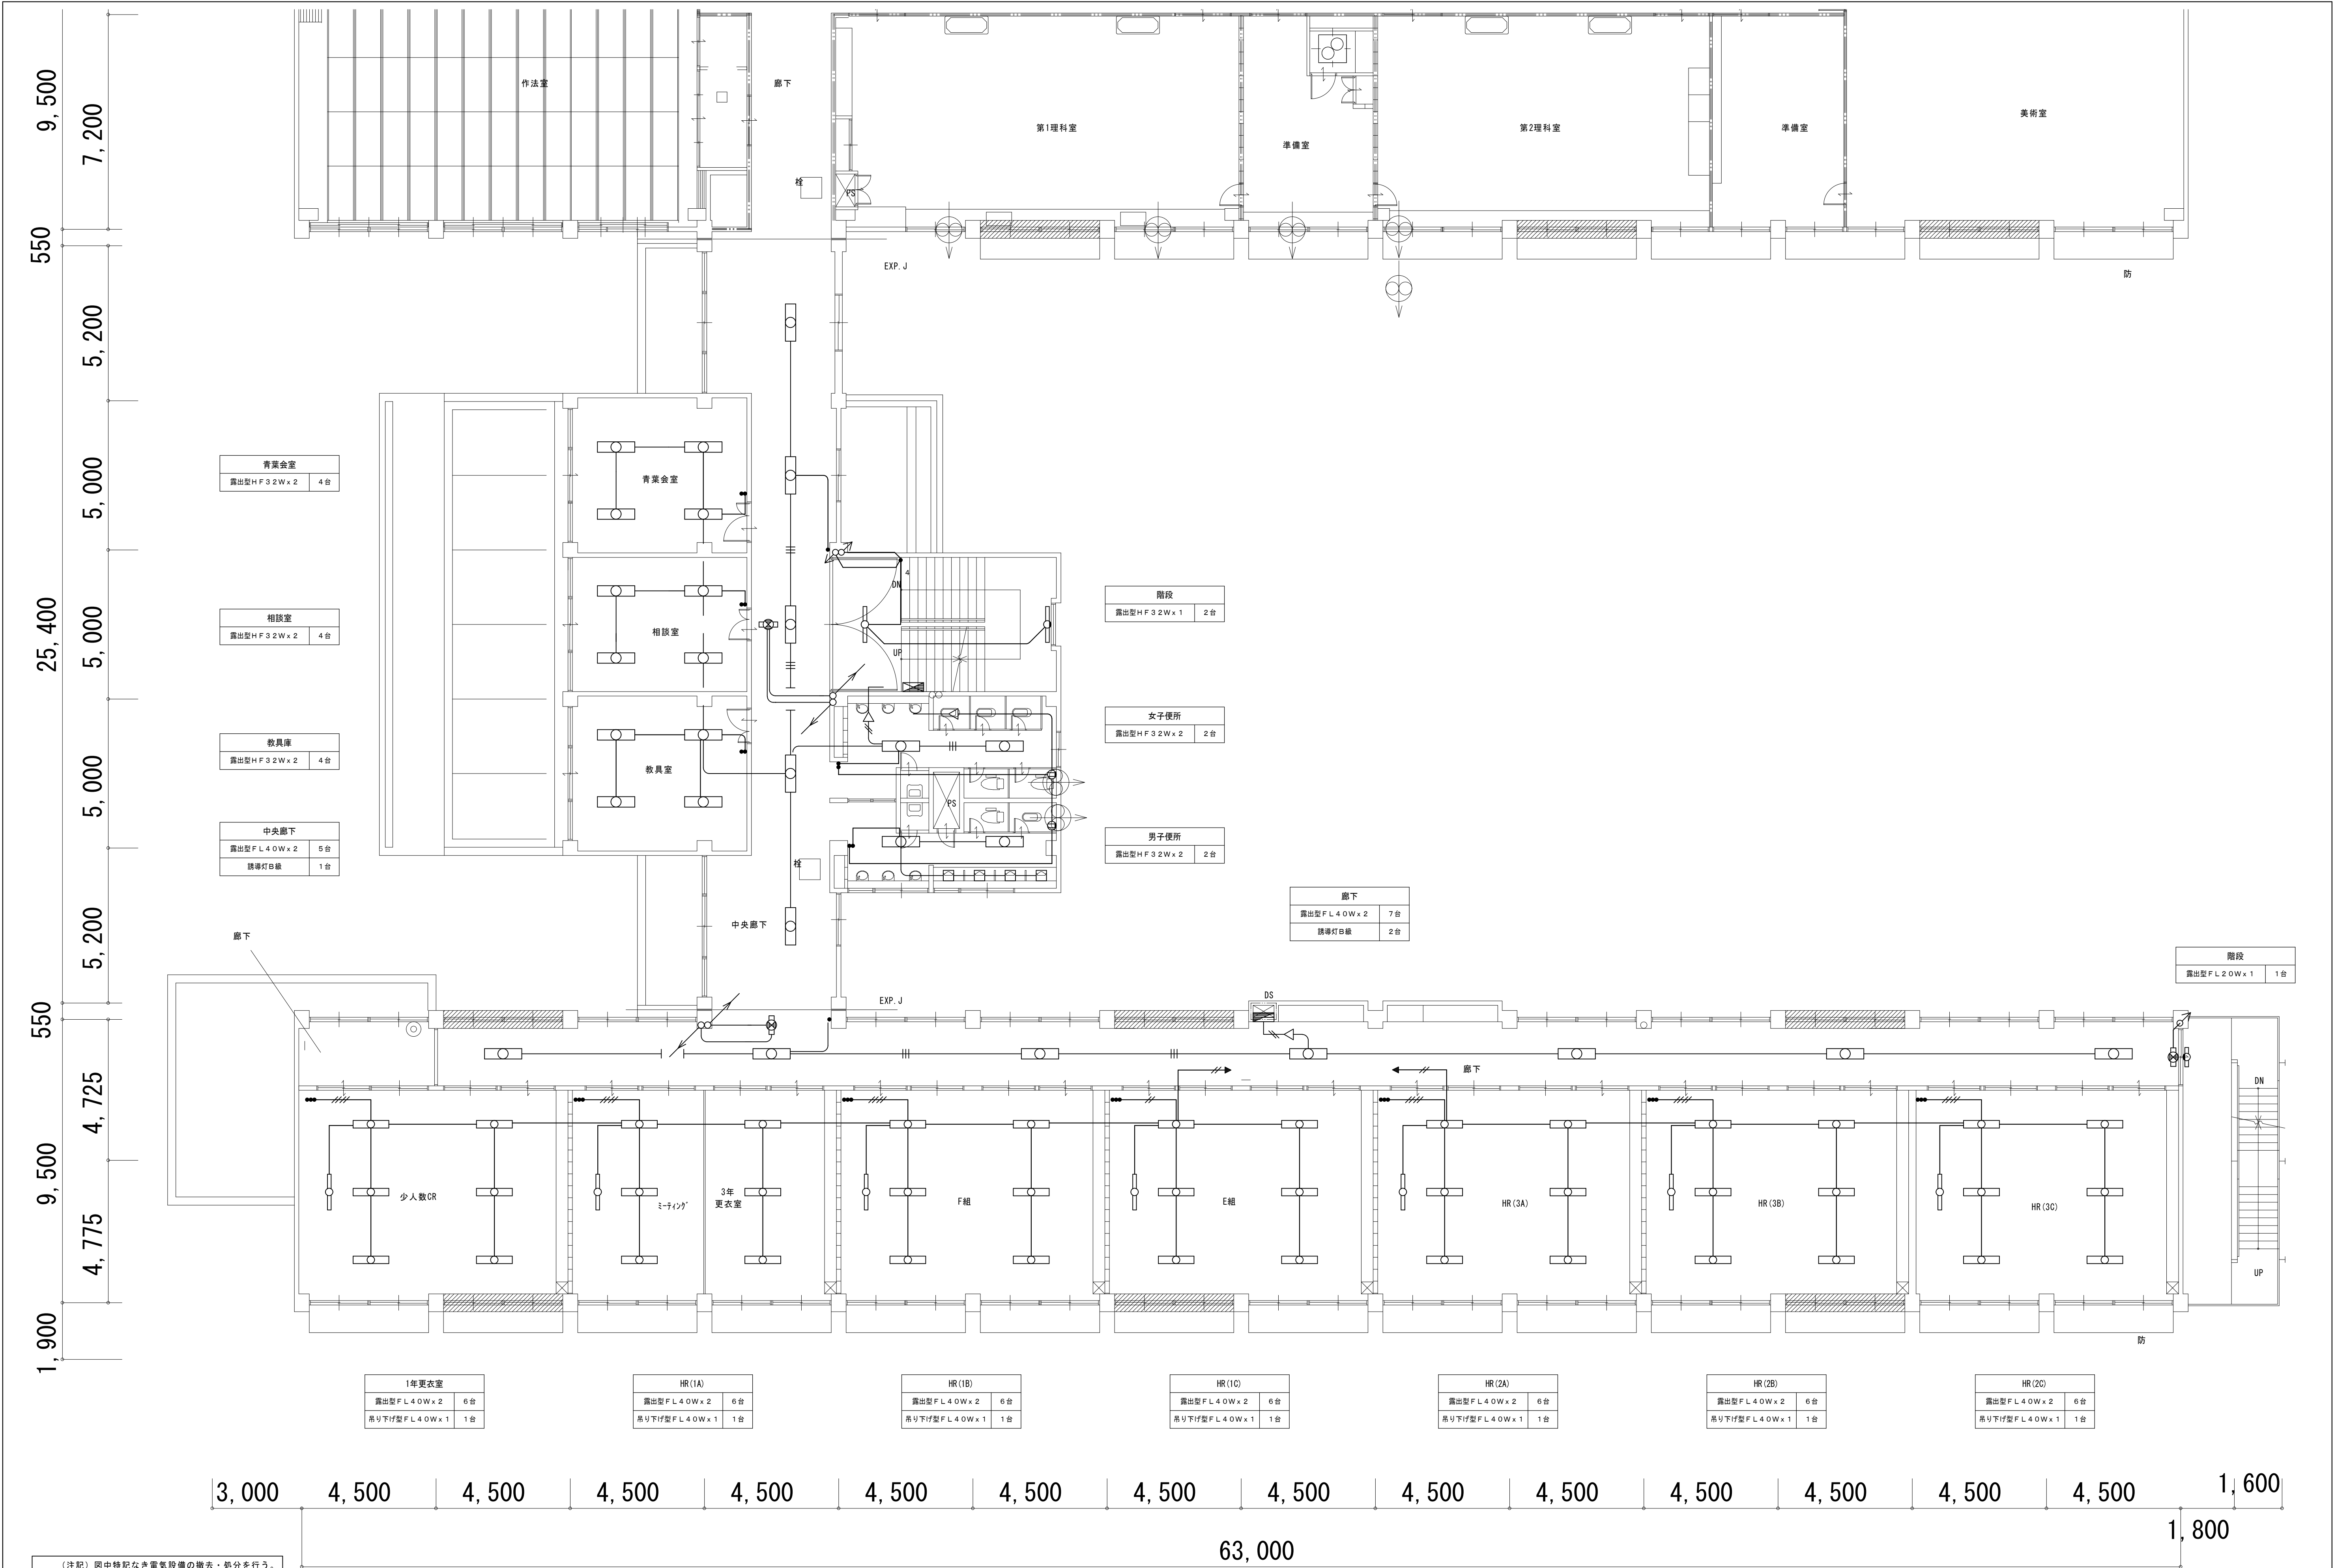 9,500
7,200
550
5,200
5,000
25,400
5,000
5,000
5,200
550
4,725
9,500
4,775
1,900
作法室
廊下
第1理科室
準備室
第2理科室
準備室
美術室
栓
PS
EXP.J
防
青葉会室
露出型HF32Wx2 4台
青葉会室
相談室
露出型HF32Wx2 4台
相談室
4
DN
UP
階段
露出型HF32Wx1 2台
教具庫
露出型HF32Wx2 4台
教具室
女子便所
露出型HF32Wx2 2台
PS
男子便所
露出型HF32Wx2 2台
中央廊下
露出型FL40Wx2 5台
誘導灯B級 1台
栓
中央廊下
廊下
廊下
露出型FL40Wx2 7台
誘導灯B級 2台
階段
露出型FL20Wx1 1台
EXP.J
DS
廊下
DN
UP
少人数CR
ミーティング
3年
更衣室
F組
E組
HR(3A)
HR(3B)
HR(3C)
防
1年更衣室
露出型FL40Wx2 6台
吊り下げ型FL40Wx1 1台
HR(1A)
露出型FL40Wx2 6台
吊り下げ型FL40Wx1 1台
HR(1B)
露出型FL40Wx2 6台
吊り下げ型FL40Wx1 1台
HR(1C)
露出型FL40Wx2 6台
吊り下げ型FL40Wx1 1台
HR(2A)
露出型FL40Wx2 6台
吊り下げ型FL40Wx1 1台
HR(2B)
露出型FL40Wx2 6台
吊り下げ型FL40Wx1 1台
HR(2C)
露出型FL40Wx2 6台
吊り下げ型FL40Wx1 1台
3,000 4,500 4,500 4,500 4,500 4,500 4,500 4,500 4,500 4,500 4,500 4,500 4,500 4,500 4,500 1,600
1,800
63,000
(注記) 図中特記なき電気設備の撤去・処分を行う。